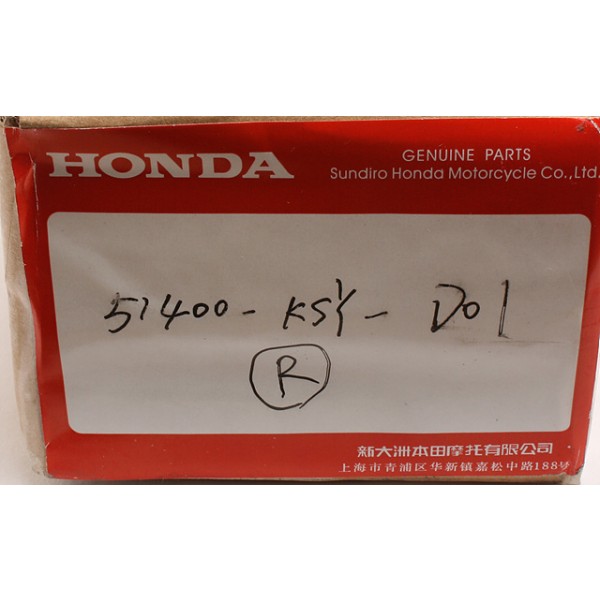 HONDA
GENUINE PARTS
Sundiro Honda Motorcycle Co.,Ltd.
51400-KSY-D01
R
新大洲本田摩托有限公司
上海市青浦区华新镇嘉松中路188号